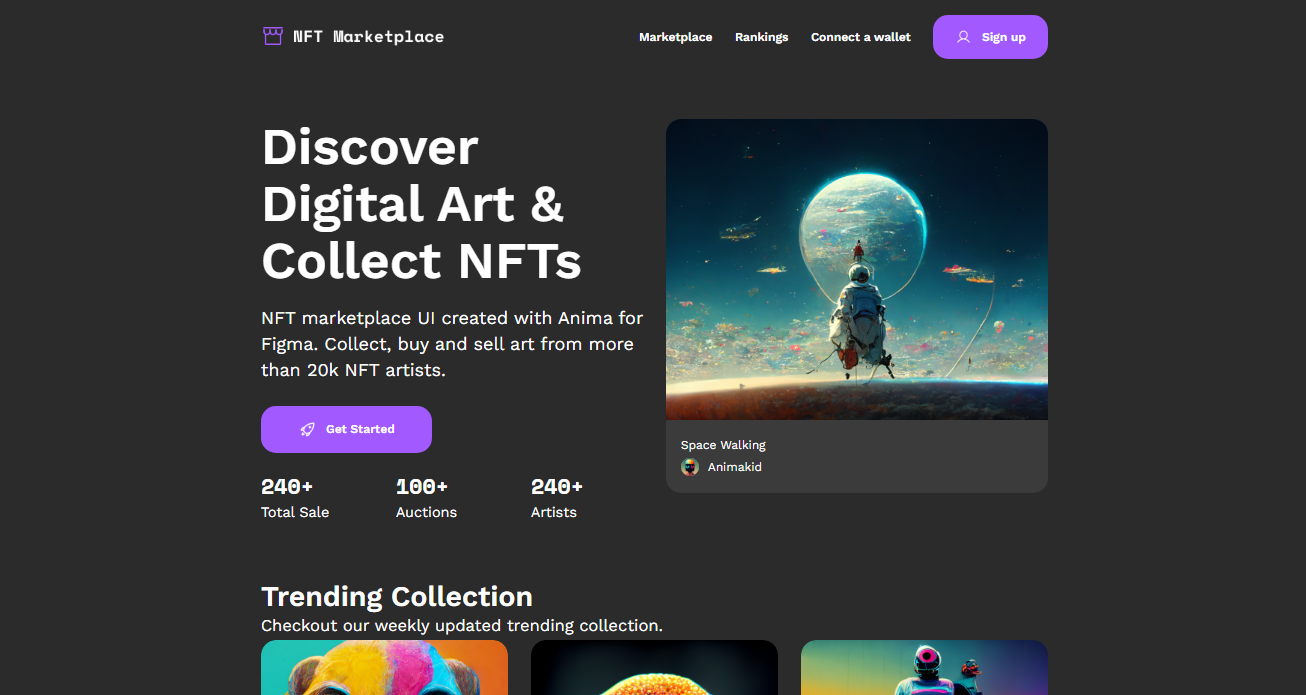 NFT Marketplace
Marketplace
Rankings
Connect a wallet
Sign up
Discover
Digital Art &
Collect NFTs
NFT marketplace UI created with Anima for
Figma. Collect, buy and sell art from more
than 20k NFT artists.
Get Started
240+
Total Sale
100+
Auctions
240+
Artists
Space Walking
Animakid
Trending Collection
Checkout our weekly updated trending collection.